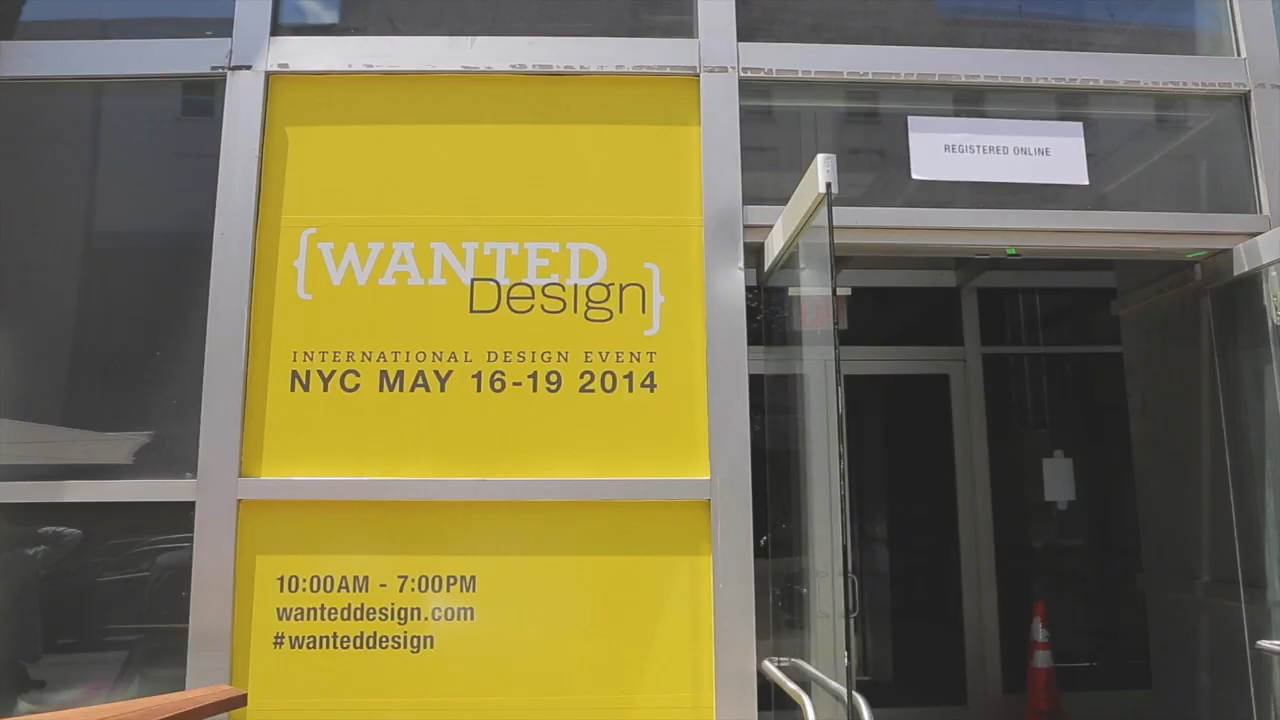 {WANTED
Design}
INTERNATIONAL DESIGN EVENT
NYC MAY 16-19 2014
10:00AM - 7:00PM
wanteddesign.com
#wanteddesign
REGISTERED ONLINE